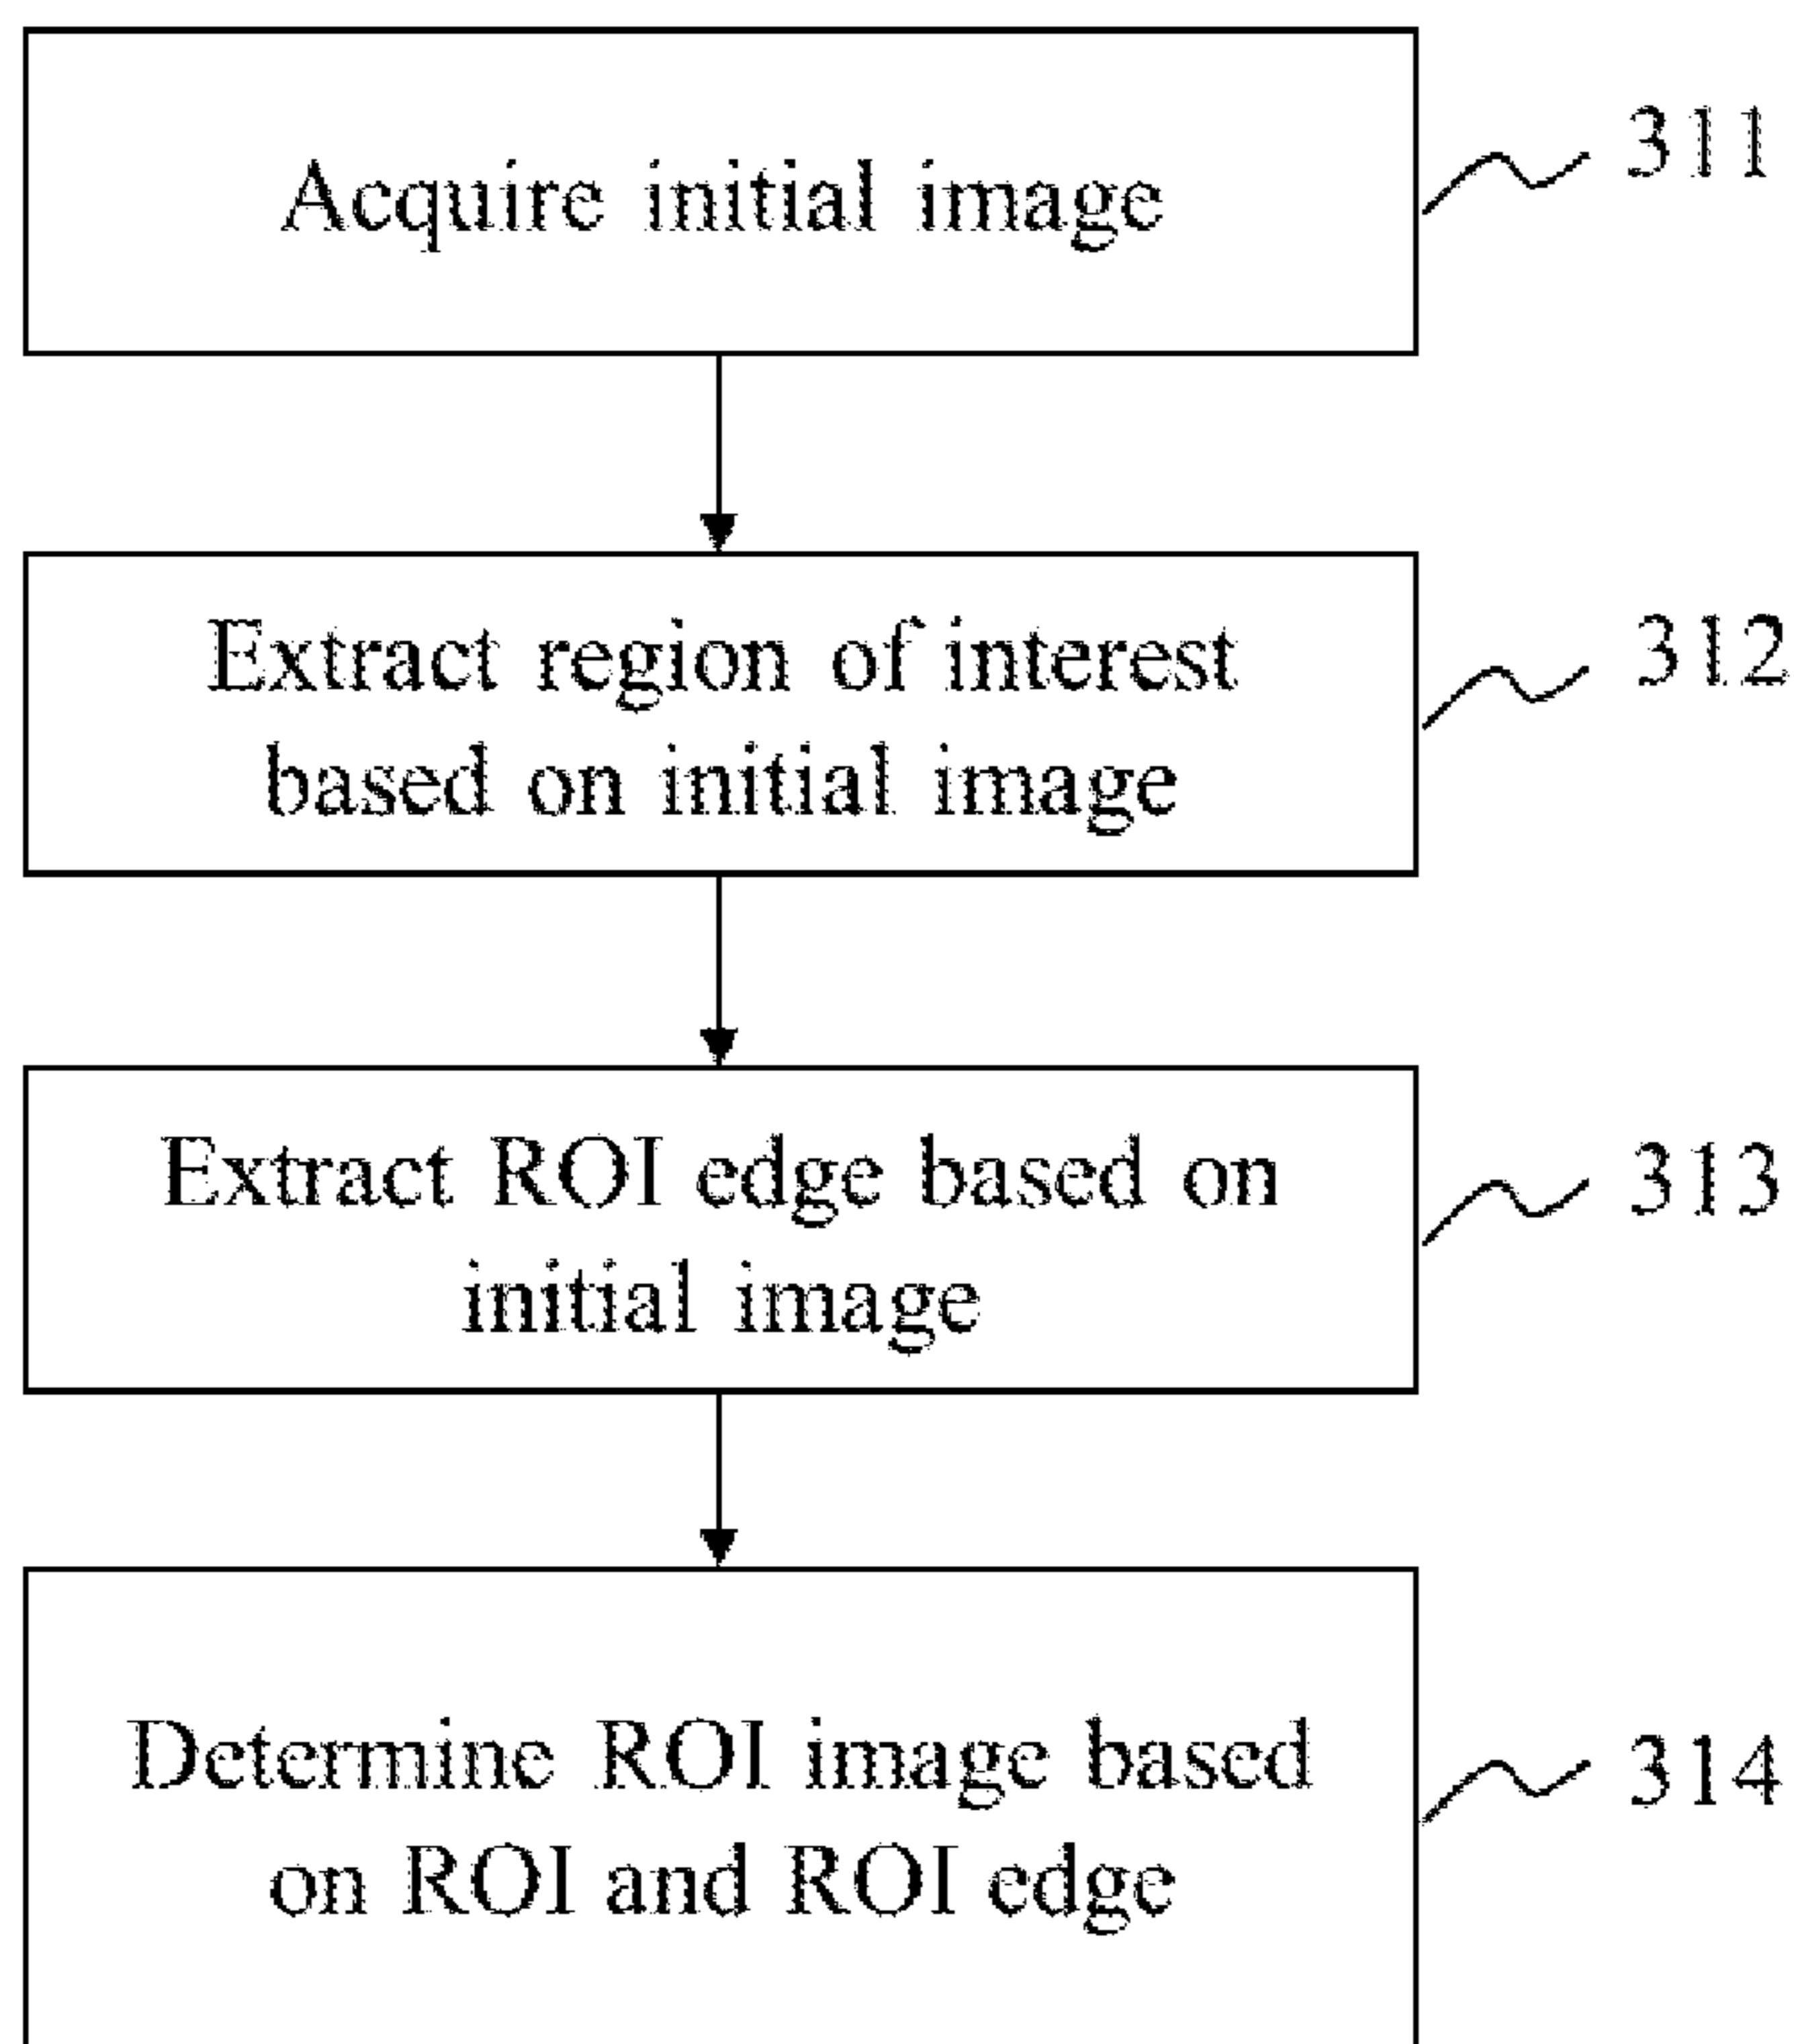 Acquire initial image
311
Extract region of interest
based on initial image
312
Extract ROI edge based on
initial image
313
Determine ROI image based
on ROI and ROI edge
314